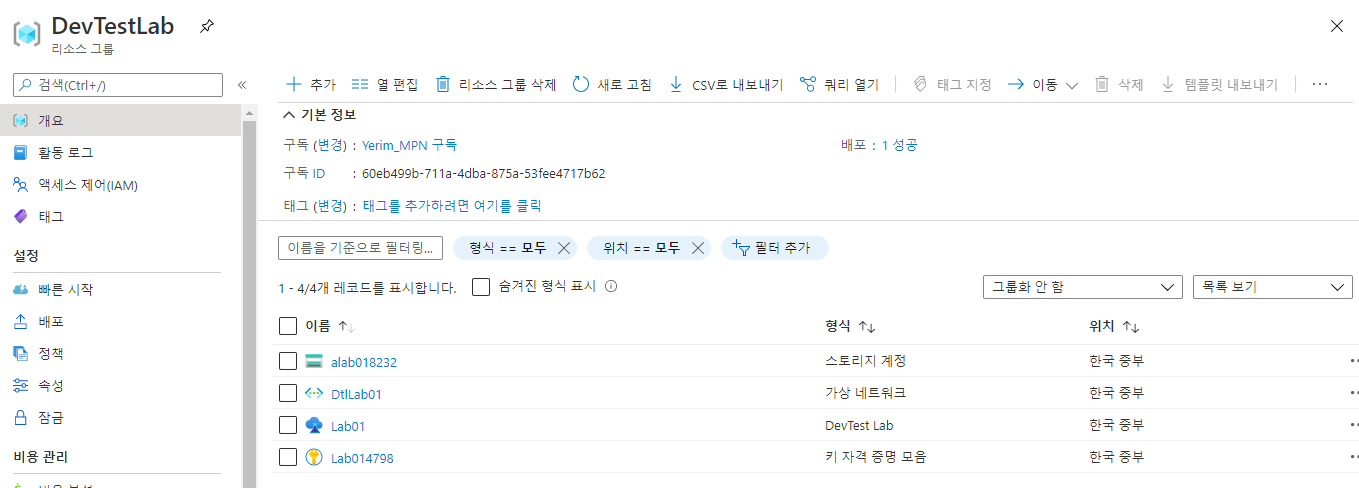 DevTestLab
리소스 그룹
검색(Ctrl+/)
개요
활동 로그
액세스 제어(IAM)
태그
설정
빠른 시작
배포
정책
속성
잠금
비용 관리
추가 열 편집 리소스 그룹 삭제 새로 고침 CSV로 내보내기 쿼리 열기 태그 지정 이동 삭제 템플릿 내보내기
기본 정보
구독 (변경) : Yerim_MPN 구독 배포 : 1 성공
구독 ID : 60eb499b-711a-4dba-875a-53fee4717b62
태그 (변경) : 태그를 추가하려면 여기를 클릭
이름을 기준으로 필터링... 형식 == 모두 위치 == 모두 필터 추가
1 - 4/4개 레코드를 표시합니다. 숨겨진 형식 표시 그룹화 안 함 목록 보기
이름 형식 위치
alab018232 스토리지 계정 한국 중부
DtlLab01 가상 네트워크 한국 중부
Lab01 DevTest Lab 한국 중부
Lab014798 키 자격 증명 모음 한국 중부